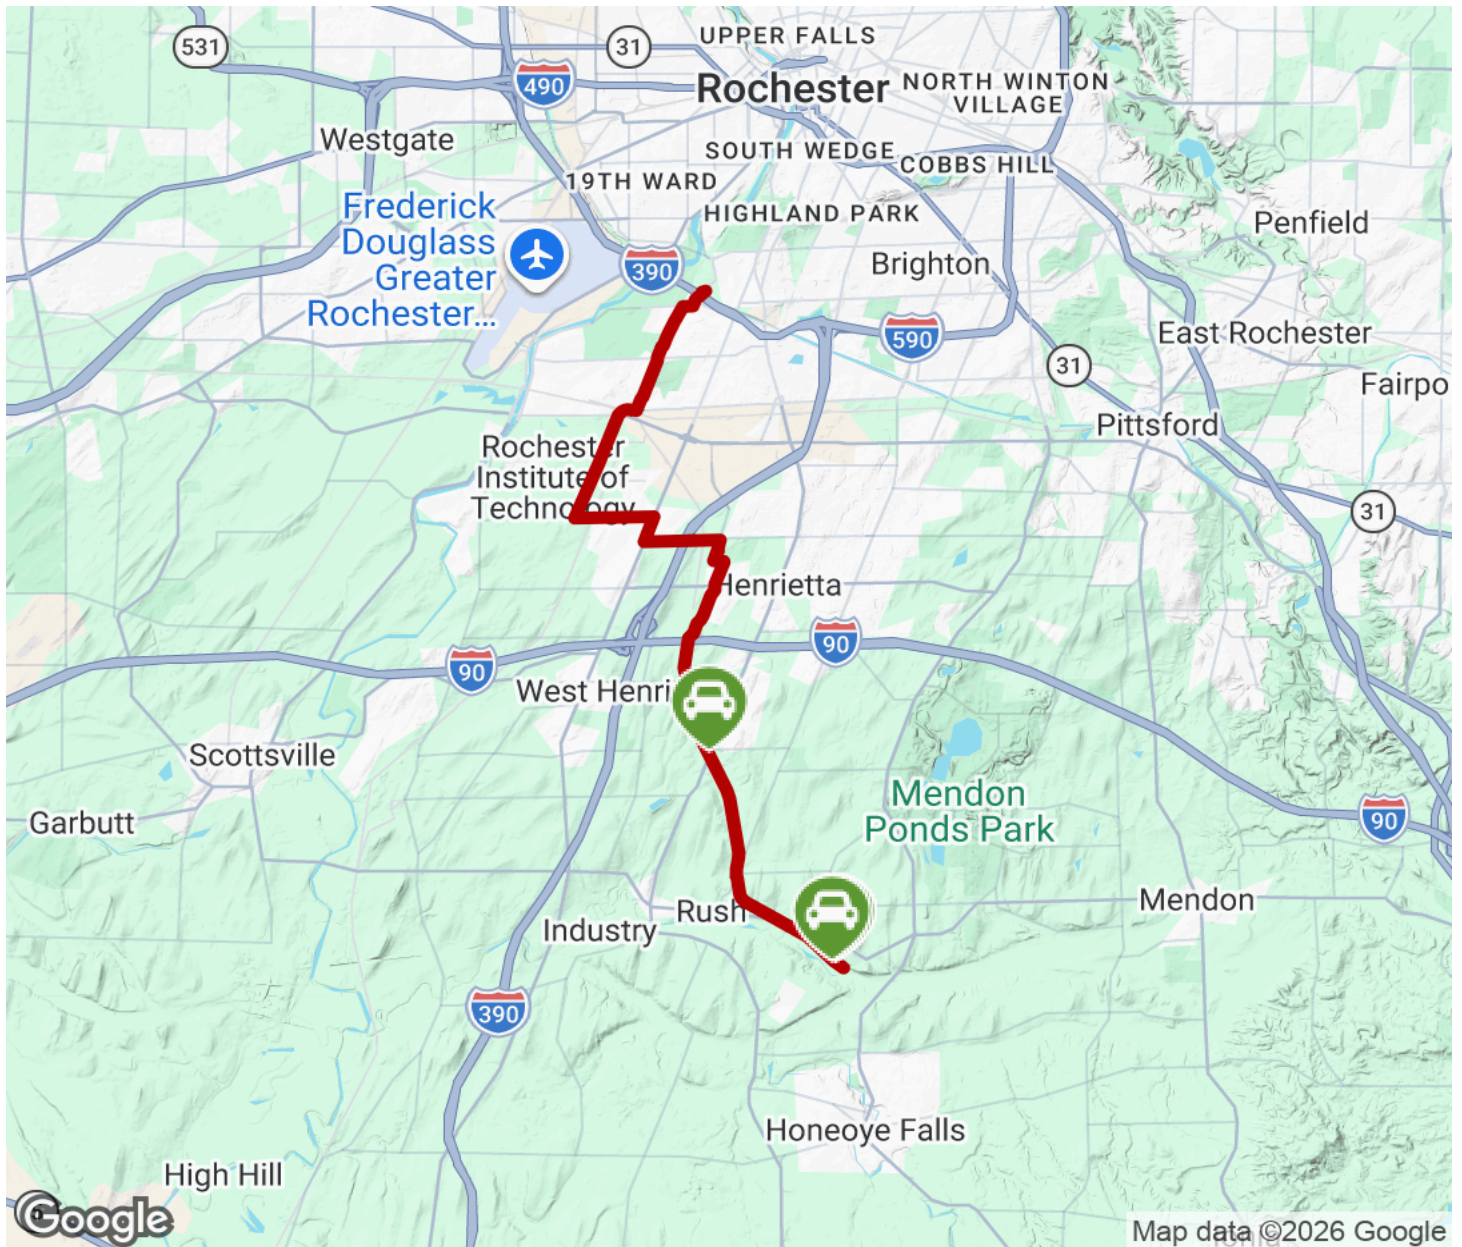 531
31
UPPER FALLS
490
Rochester
NORTH WINTON
VILLAGE
Westgate
SOUTH WEDGE
COBBS HILL
19TH WARD
Frederick
Douglass
Greater
Rochester...
HIGHLAND PARK
Penfield
390
Brighton
590
East Rochester
31
Fairpo
Pittsford
Rochester
Institute of
Technology
31
Henrietta
90
90
West Henri
Scottsville
Mendon
Ponds Park
Garbutt
90
Mendon
Rush
Industry
390
Honeoye Falls
High Hill
Google
Map data ©2026 Google